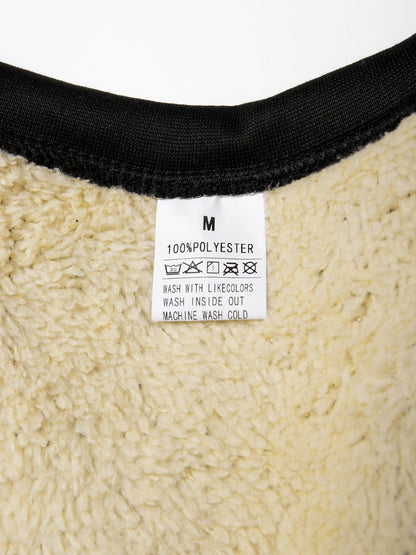 M
100%POLYESTER
WASH WITH LIKECOLORS
WASH INSIDE OUT
MACHINE WASH COLD